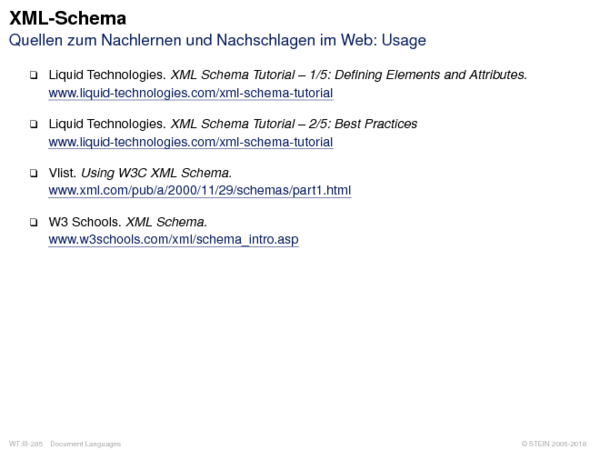 XML-Schema
Quellen zum Nachlernen und Nachschlagen im Web: Usage
❑ Liquid Technologies. XML Schema Tutorial – 1/5: Defining Elements and Attributes.
www.liquid-technologies.com/xml-schema-tutorial
❑ Liquid Technologies. XML Schema Tutorial – 2/5: Best Practices
www.liquid-technologies.com/xml-schema-tutorial
❑ Vlist. Using W3C XML Schema.
www.xml.com/pub/a/2000/11/29/schemas/part1.html
❑ W3 Schools. XML Schema.
www.w3schools.com/xml/schema_intro.asp
WT:III-285 Document Languages
© STEIN 2005-2018